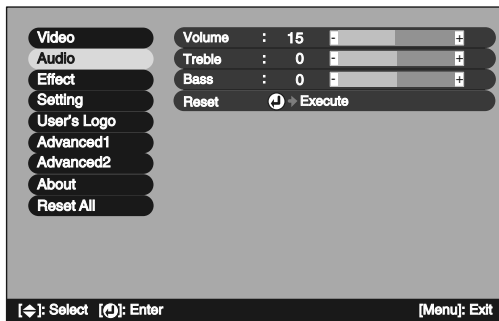 Video
Audio
Effect
Setting
User's Logo
Advanced1
Advanced2
About
Reset All
Volume : 15 - +
Treble : 0 - +
Bass : 0 - +
Reset Execute
[ ]: Select [ ]: Enter [Menu]: Exit